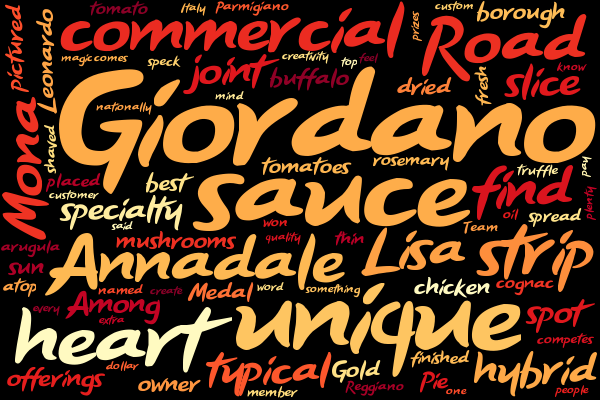 tomato
Italy
Parmigiano
custom
borough
pictured
Leonardo
commercial
prizes
Road
magic
comes
speck
joint
creativity
top
feel
know
buffalo
dried
fresh
slice
mind
nationally
Giordano
Mona
shaved
tomatoes
rosemary
truffle
pay
placed
best
customer
sauce
find
plenty
specialty
said
won
oil
spread
Team
arugula
mushrooms
quality
thin
Lisa
strip
sun
Annadale
atop
named
create
Medal
word
something
chicken
cognac
every
Among
extra
unique
spot
heart
competes
dollar
typical
Gold
finished
hybrid
offerings
owner
member
Reggiano
Pie
one
people